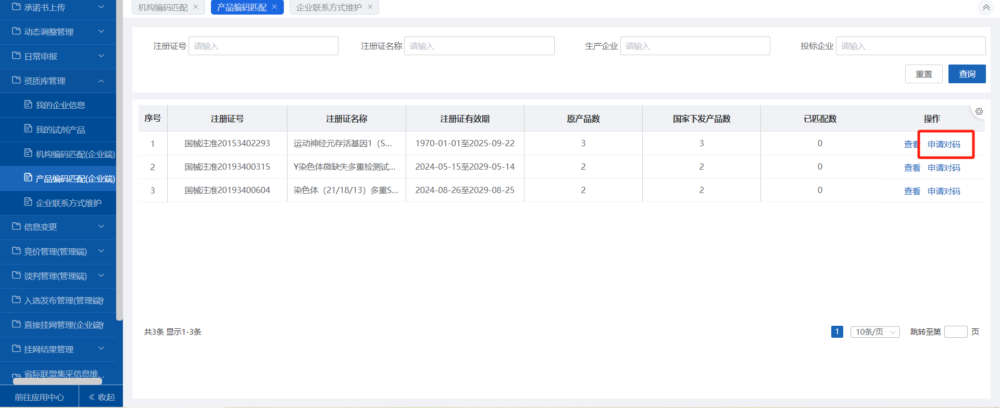 承诺书上传
动态调整管理
日常申报
资质库管理
我的企业信息
我的试剂产品
机构编码匹配(企业端)
产品编码匹配(企业端)
企业联系方式维护
信息变更
竞价管理(管理端)
谈判管理(管理端)
入选发布管理(管理端)
直接挂网管理(企业端)
挂网结果管理
省际联盟集采信息维
前往应用中心 收起
机构编码匹配 产品编码匹配 企业联系方式维护
注册证号 请输入 注册证名称 请输入 生产企业 请输入 投标企业 请输入
重置 查询
序号 注册证号 注册证名称 注册证有效期 原产品数 国家下发产品数 已匹配数 操作
1 国械注准20153402293 运动神经元存活基因1（S... 1970-01-01至2025-09-22 3 3 0 查看 申请对码
2 国械注准20193400315 Y染色体微缺失多重检测试... 2024-05-15至2029-05-14 2 2 0 查看 申请对码
3 国械注准20193400604 染色体（21/18/13）多重S... 2024-08-26至2029-08-25 2 2 0 查看 申请对码
共3条 显示1-3条 1 10条/页 跳转至第 页